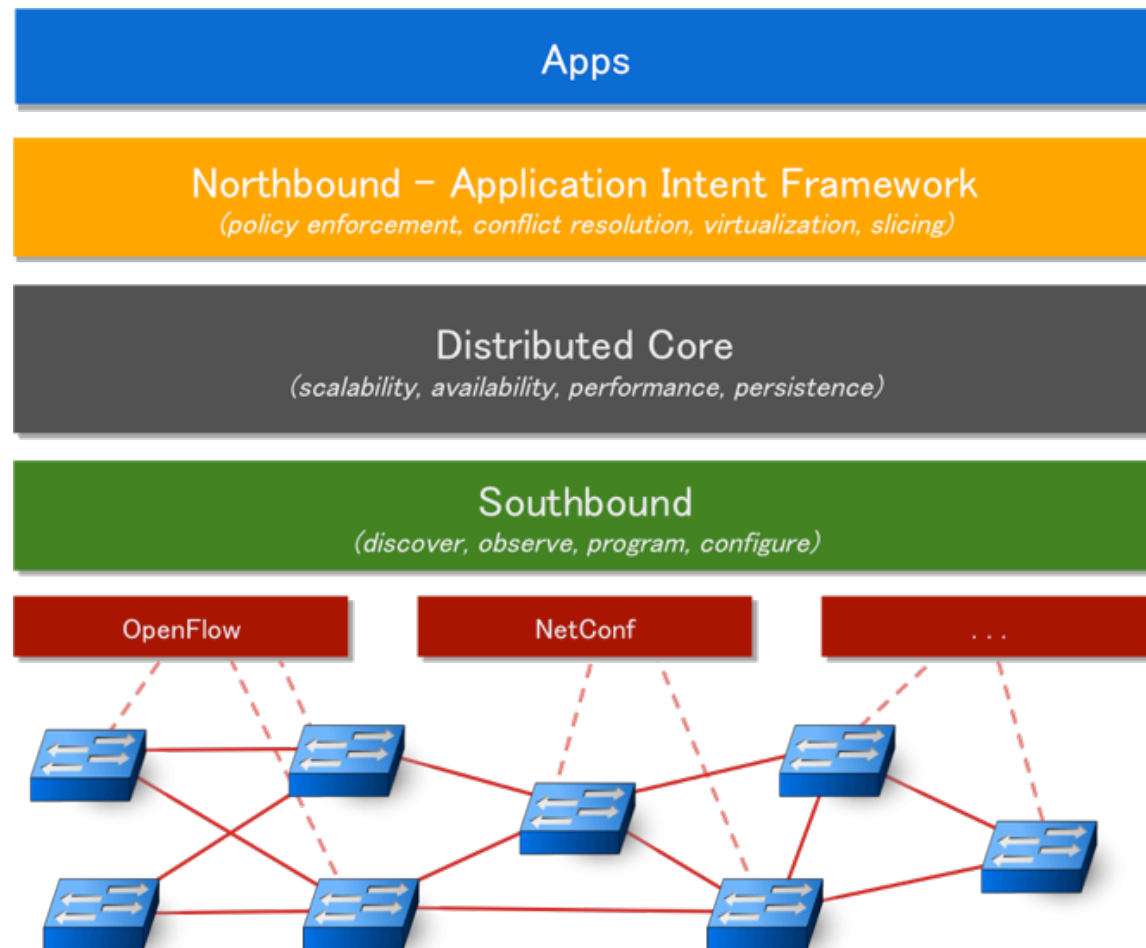 Apps
Northbound – Application Intent Framework
(policy enforcement, conflict resolution, virtualization, slicing)
Distributed Core
(scalability, availability, performance, persistence)
Southbound
(discover, observe, program, configure)
OpenFlow
NetConf
. . .